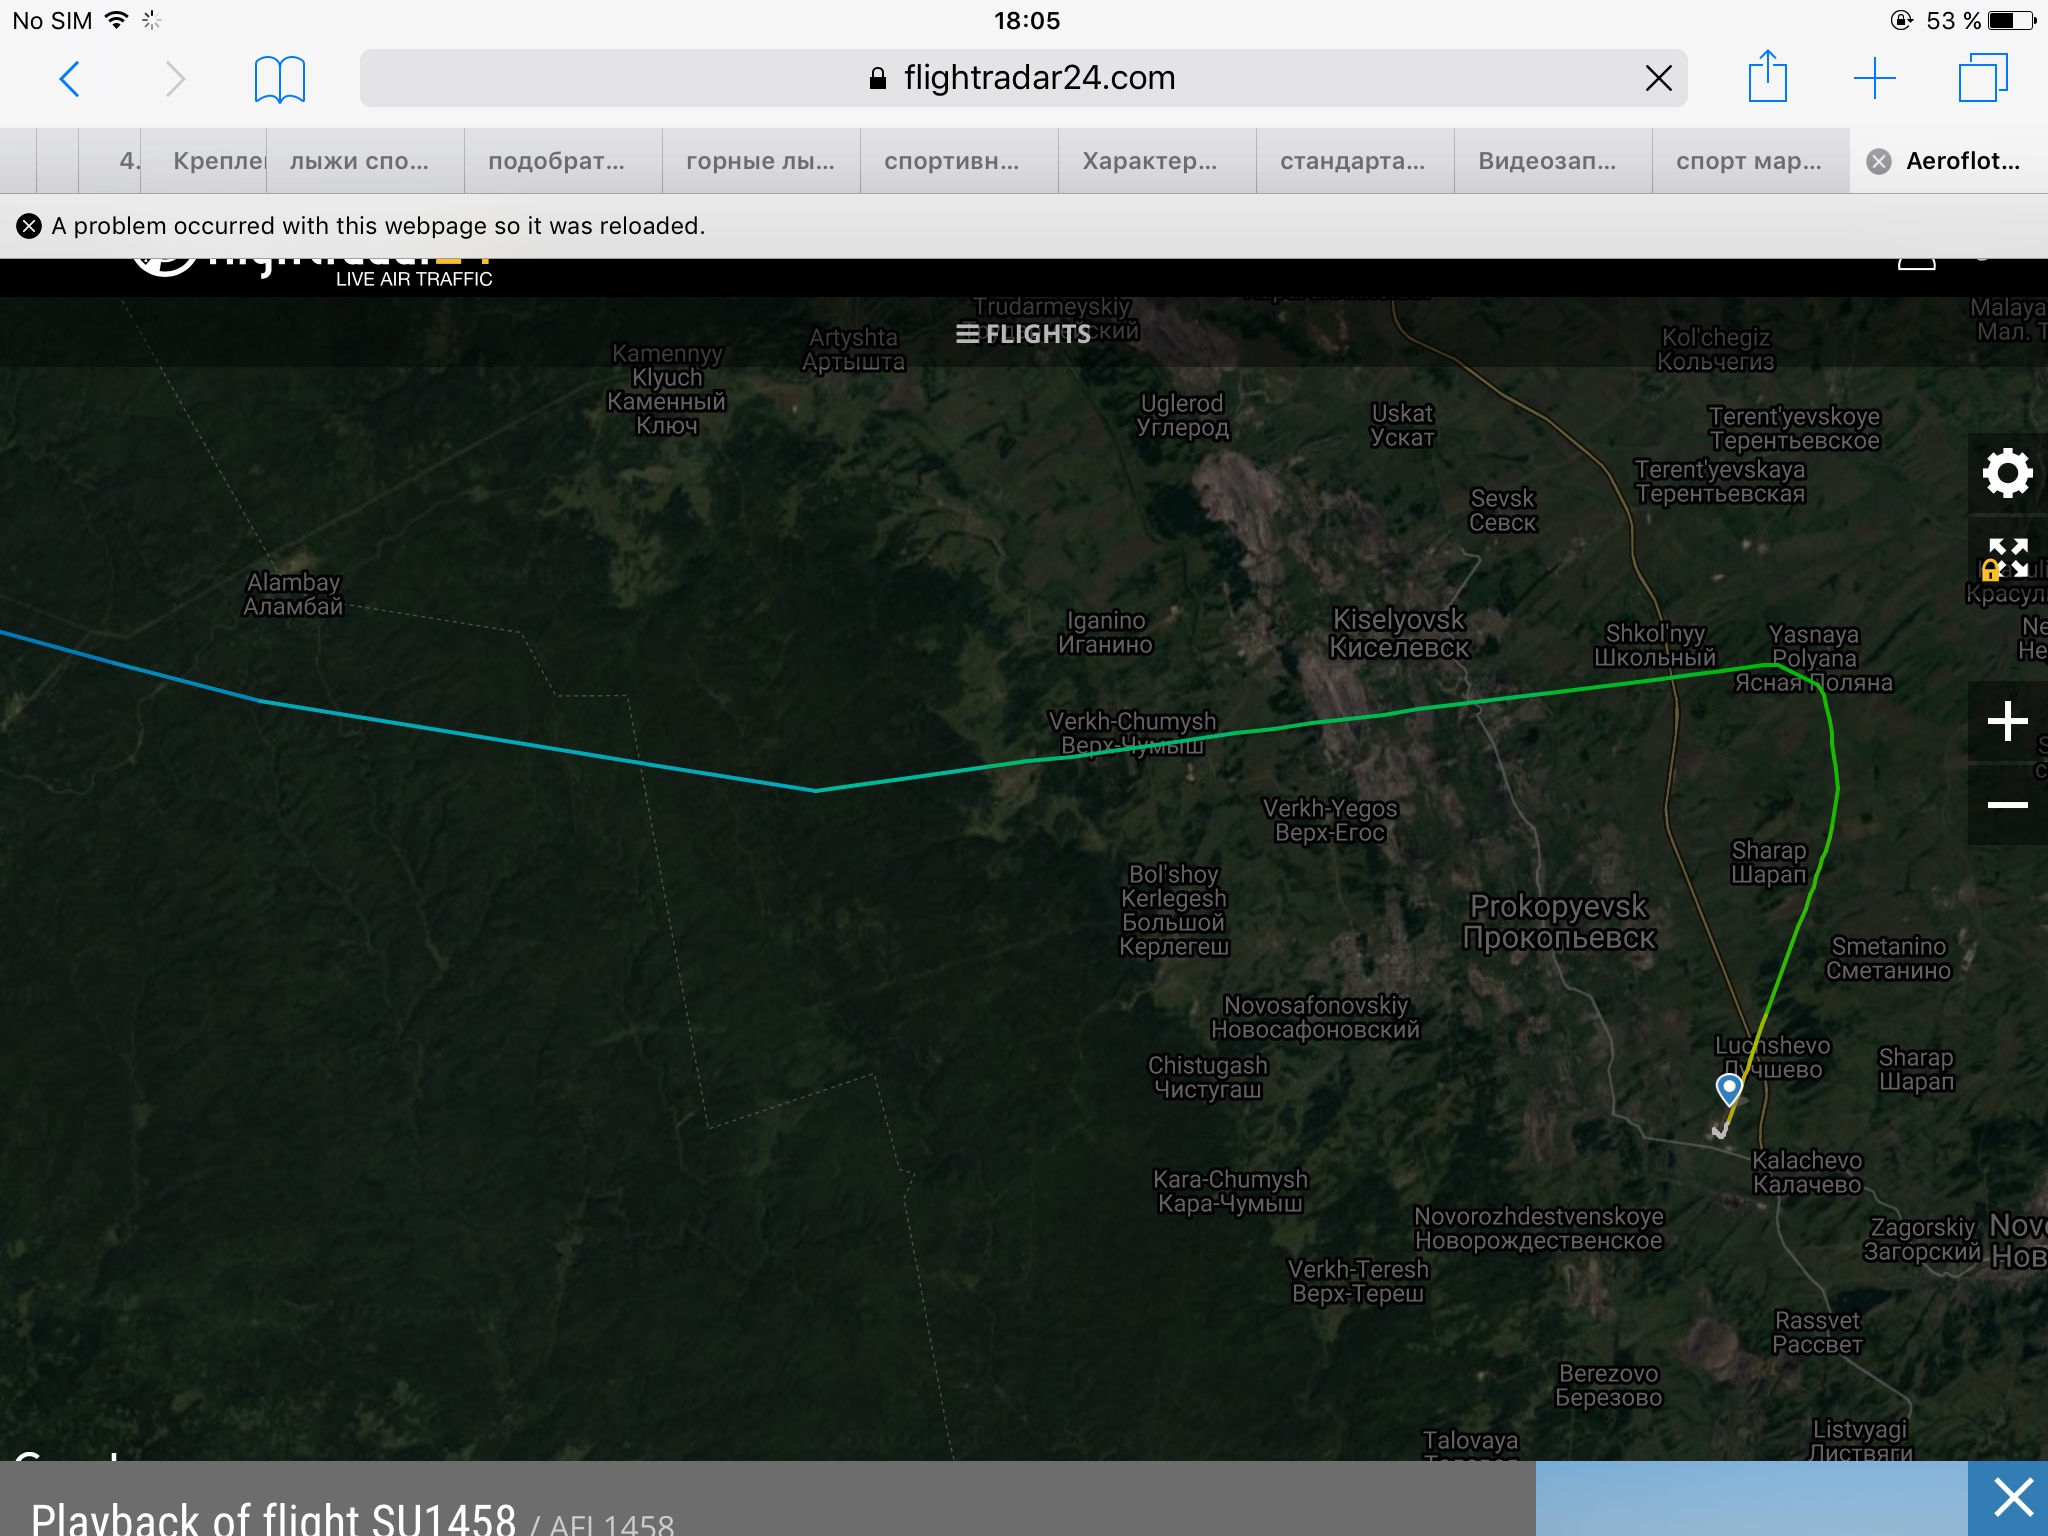 No SIM 18:05 53 %
flightradar24.com
4. Крепле лыжи спо... подобрат... горные лы... спортивн... Характер... стандарта... Видеозап... спорт мар... Aeroflot...
A problem occurred with this webpage so it was reloaded.
LIVE AIR TRAFFIC
Trudarmeyskiy
FLIGHTS
Artyshta
Артышта
Kol'chegiz
Кольчегиз
Malaya
Мал. Т
Kamennyy
Klyuch
Каменный
Ключ
Uglerod
Углерод
Uskat
Ускат
Terent'yevskoye
Терентьевское
Terent'yevskaya
Терентьевская
Sevsk
Севск
Alambay
Аламбай
Красул
Iganino
Иганино
Kiselyovsk
Киселевск
Shkol'nyy
Школьный
Yasnaya
Polyana
Ясная Поляна
Ne
Не
Verkh-Chumysh
Верх-Чумыш
Verkh-Yegos
Верх-Егос
Sharap
Шарап
Bol'shoy
Kerlegesh
Большой
Керлегеш
Prokopyevsk
Прокопьевск
Smetanino
Сметанино
Novosafonovskiy
Новосафоновский
Luchshevo
Лучшево
Sharap
Шарап
Chistugash
Чистугаш
Kalachevo
Калачево
Kara-Chumysh
Кара-Чумыш
Novorozhdestvenskoye
Новорождественское
Zagorskiy
Загорский
Nov
Нов
Verkh-Teresh
Верх-Тереш
Rassvet
Рассвет
Berezovo
Березово
Listvyagi
Листвяги
Talovaya
Playback of flight SU1458 / AFL1458